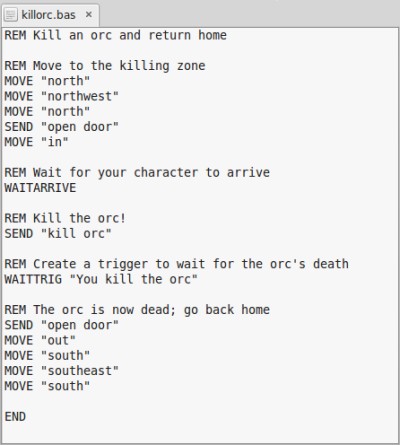 killorc.bas ×
REM Kill an orc and return home
REM Move to the killing zone
MOVE "north"
MOVE "northwest"
MOVE "north"
SEND "open door"
MOVE "in"
REM Wait for your character to arrive
WAITARRIVE
REM Kill the orc!
SEND "kill orc"
REM Create a trigger to wait for the orc's death
WAITTRIG "You kill the orc"
REM The orc is now dead; go back home
SEND "open door"
MOVE "out"
MOVE "south"
MOVE "southeast"
MOVE "south"
END